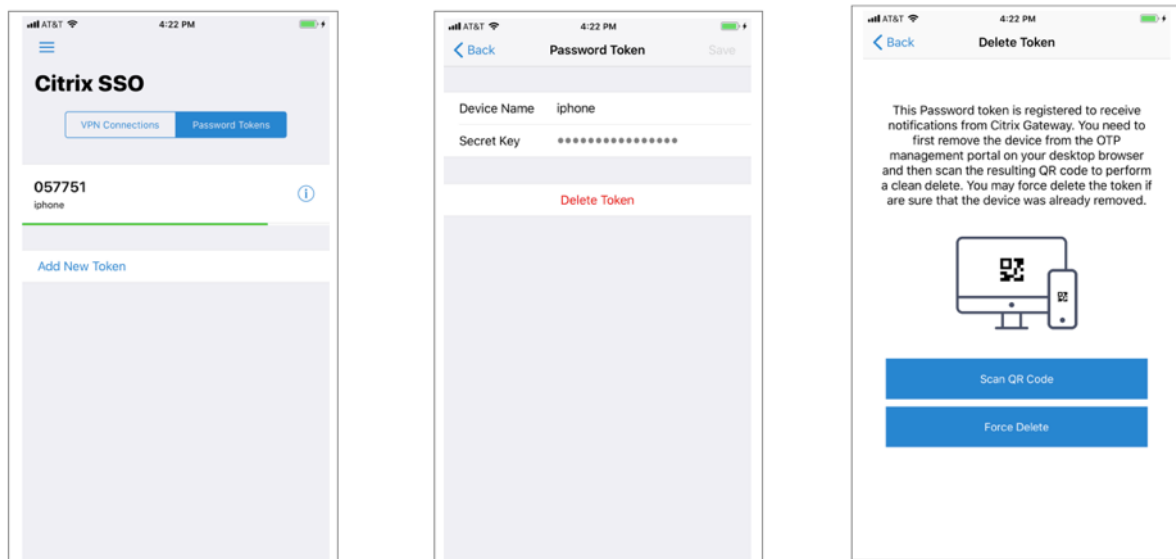 AT&T 4:22 PM
Citrix SSO
VPN Connections Password Tokens
057751
iphone
Add New Token
AT&T 4:22 PM
Back Password Token Save
Device Name iphone
Secret Key ●●●●●●●●●●●●●●●●
Delete Token
AT&T 4:22 PM
Back Delete Token
This Password token is registered to receive
notifications from Citrix Gateway. You need to
first remove the device from the OTP
management portal on your desktop browser
and then scan the resulting QR code to perform
a clean delete. You may force delete the token if
are sure that the device was already removed.
Scan QR Code
Force Delete